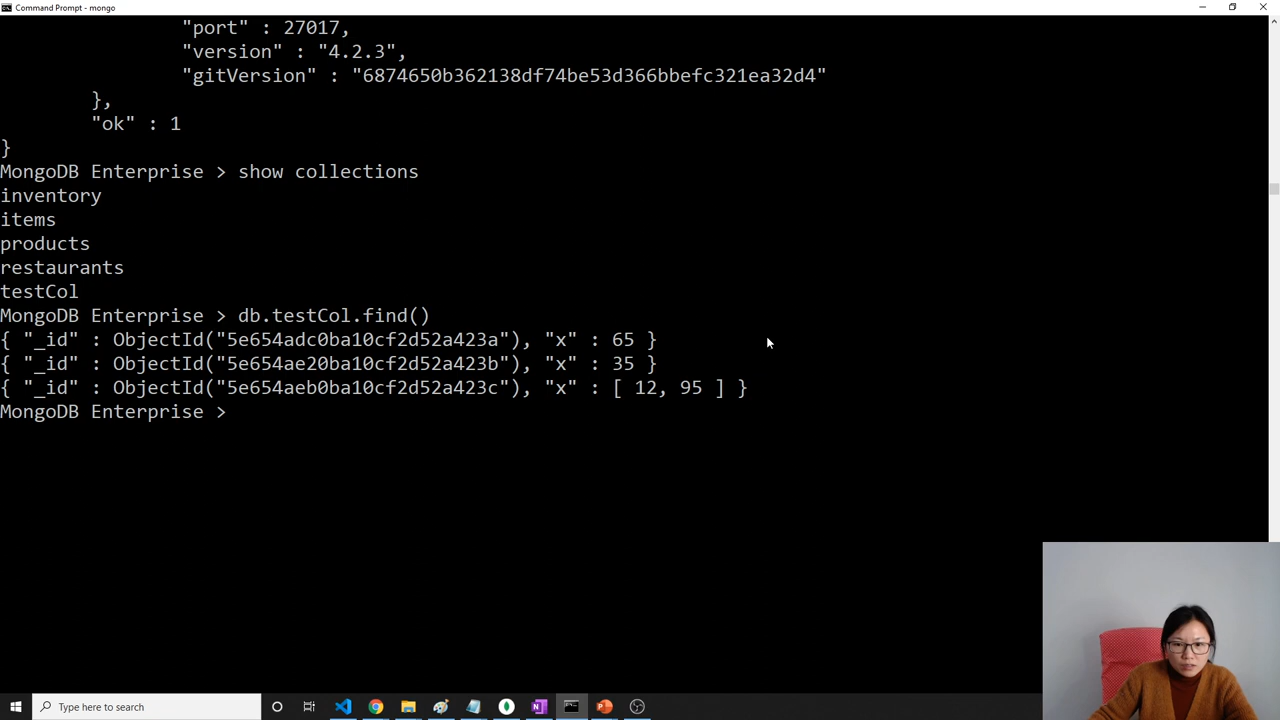 Command Prompt - mongo
"port" : 27017,
"version" : "4.2.3",
"gitVersion" : "6874650b362138df74be53d366bbefc321ea32d4"
},
"ok" : 1
}
MongoDB Enterprise > show collections
inventory
items
products
restaurants
testCol
MongoDB Enterprise > db.testCol.find()
{ "_id" : ObjectId("5e654adc0ba10cf2d52a423a"), "x" : 65 }
{ "_id" : ObjectId("5e654ae20ba10cf2d52a423b"), "x" : 35 }
{ "_id" : ObjectId("5e654aeb0ba10cf2d52a423c"), "x" : [ 12, 95 ] }
MongoDB Enterprise >
Type here to search